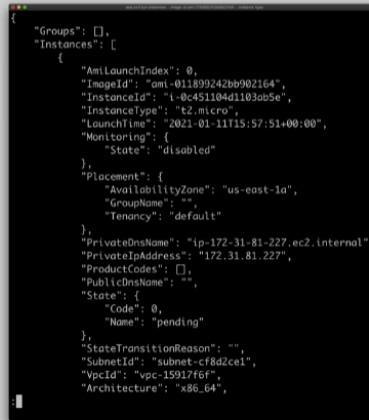 {
"Groups": [],
"Instances": [
{
"AmiLaunchIndex": 0,
"ImageId": "ami-011899242bb902164",
"InstanceId": "i-0c451104d1103ab5e",
"InstanceType": "t2.micro",
"LaunchTime": "2021-01-11T15:57:51+00:00",
"Monitoring": {
"State": "disabled"
},
"Placement": {
"AvailabilityZone": "us-east-1a",
"GroupName": "",
"Tenancy": "default"
},
"PrivateDnsName": "ip-172-31-81-227.ec2.internal"
"PrivateIpAddress": "172.31.81.227",
"ProductCodes": [],
"PublicDnsName": "",
"State": {
"Code": 0,
"Name": "pending"
},
"StateTransitionReason": "",
"SubnetId": "subnet-cf8d2ce1",
"VpcId": "vpc-15917f6f",
"Architecture": "x86_64",
: